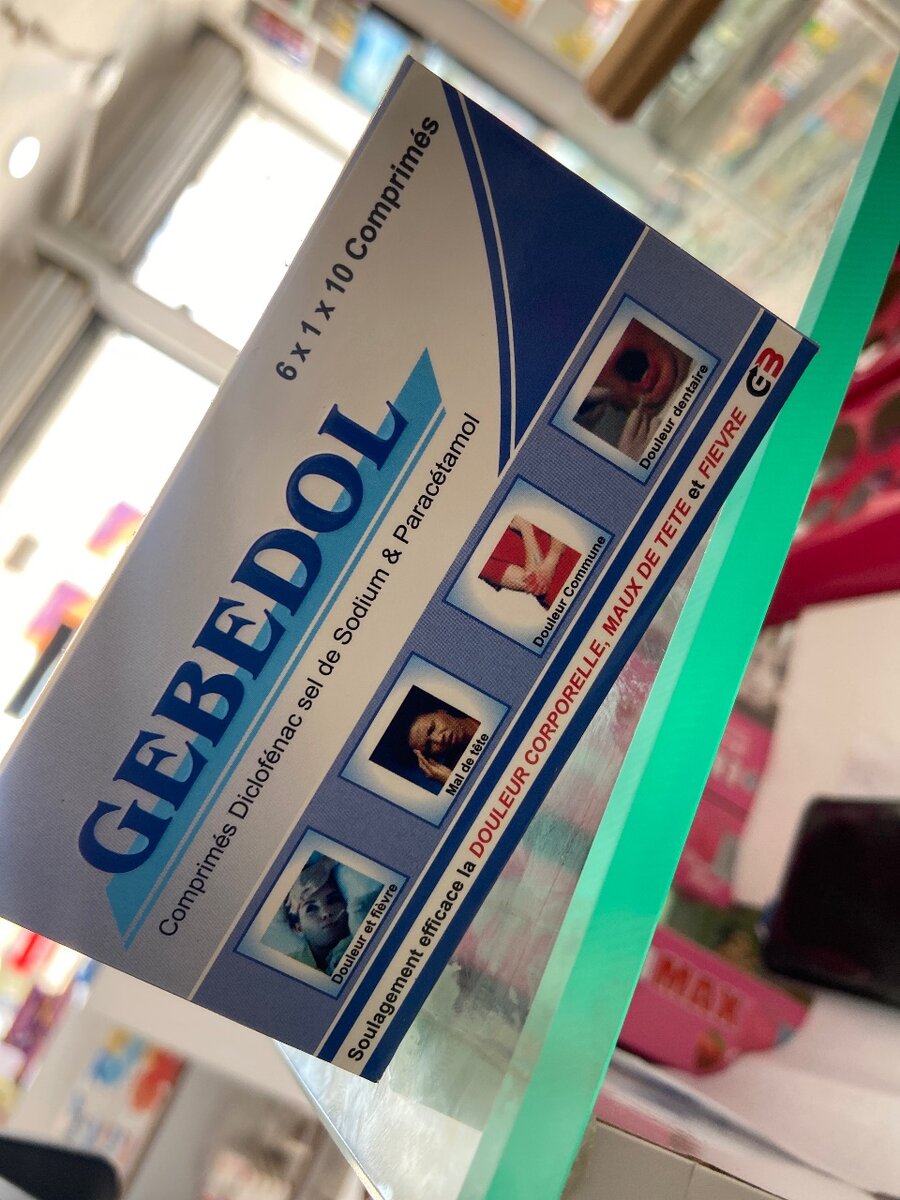 6 x 1 x 10 Comprimés
GEBEDOL
Comprimés Diclofénac sel de Sodium & Paracétamol
Douleur et fièvre
Mal de tête
Douleur Commune
Douleur dentaire
Soulagement efficace la DOULEUR CORPORELLE, MAUX DE TETE et FIEVRE
GB
MAX